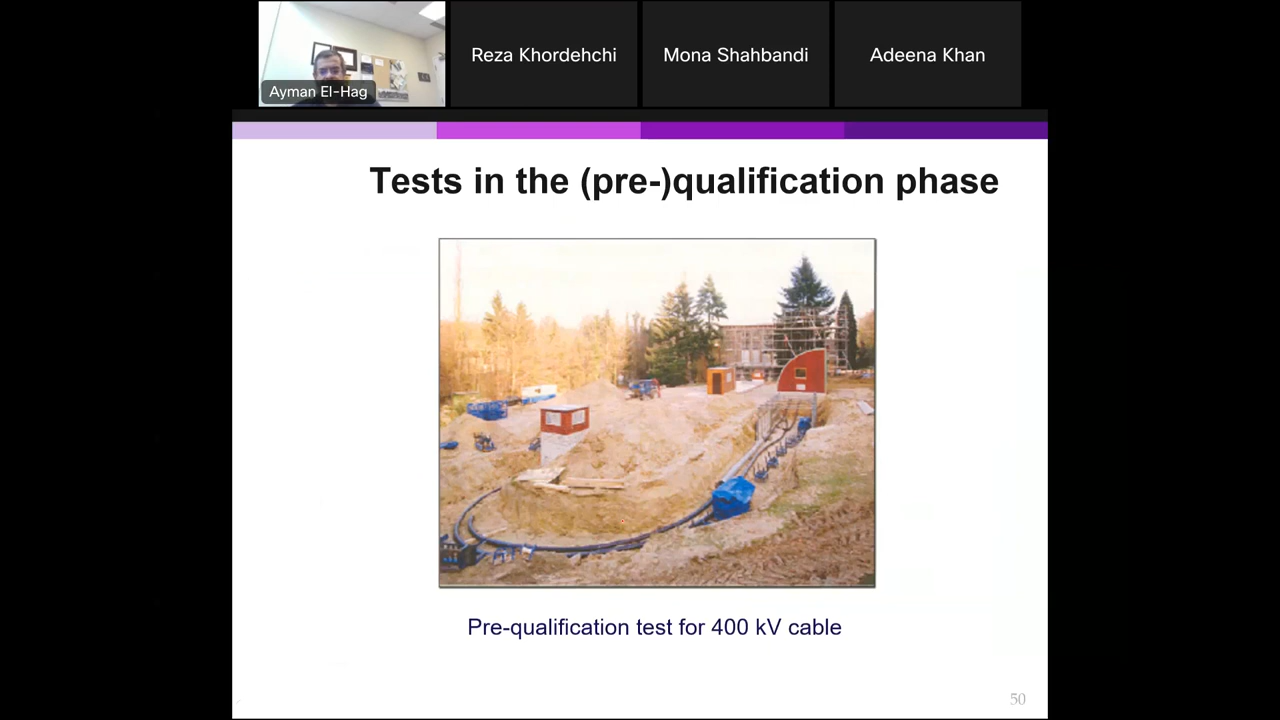 Ayman El-Hag
Reza Khordehchi
Mona Shahbandi
Adeena Khan
Tests in the (pre-)qualification phase
Pre-qualification test for 400 kV cable
50